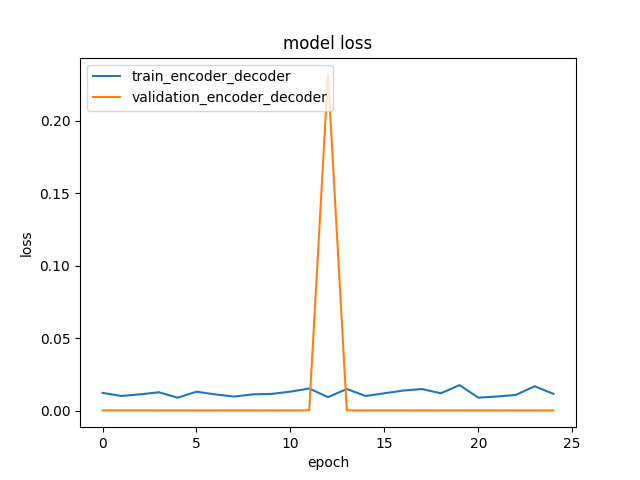 model loss
train_encoder_decoder
validation_encoder_decoder
loss
0.20
0.15
0.10
0.05
0.00
0 5 10 15 20 25
epoch